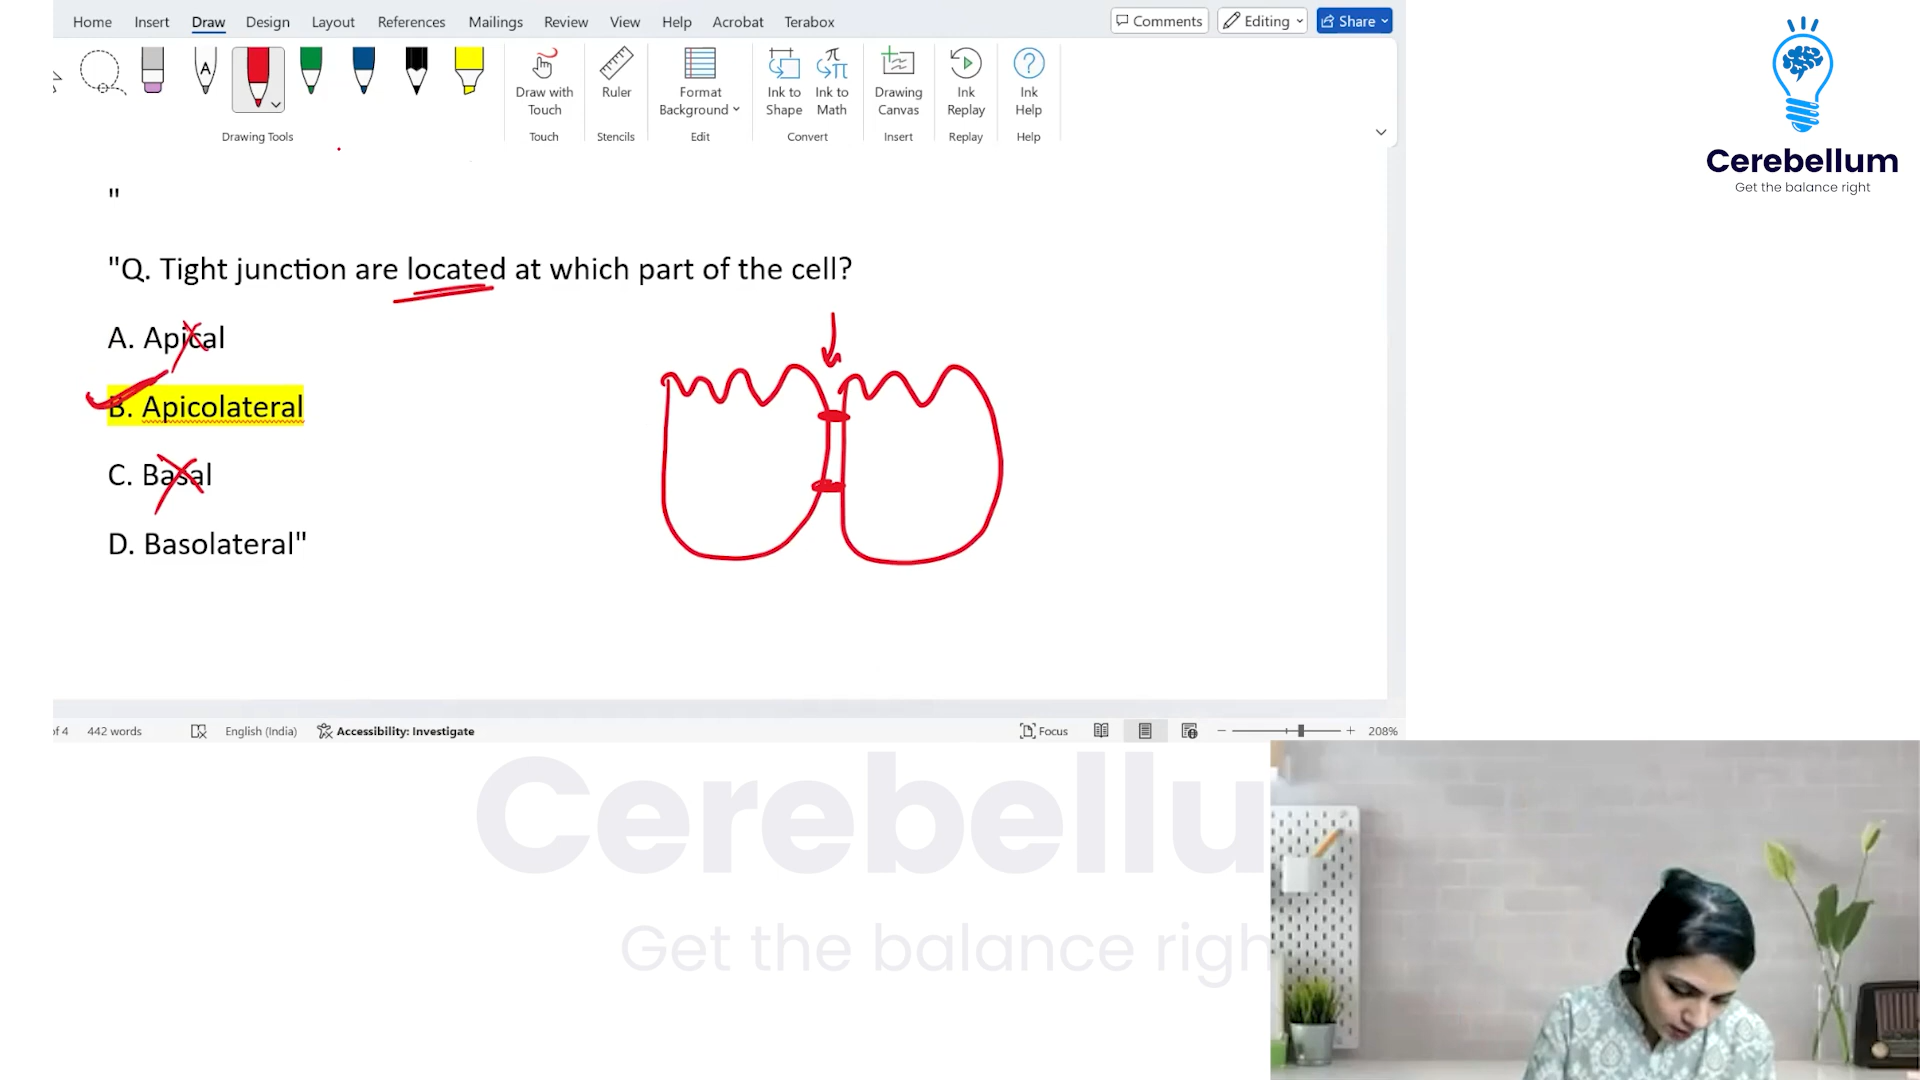 Home Insert Draw Design Layout References Mailings Review View Help Acrobat Terabox Comments Editing Share
A
Draw with Touch Ruler Format Background Ink to Shape Ink to Math Drawing Canvas Ink Replay Ink Help
Drawing Tools Touch Stencils Edit Convert Insert Replay Help
Cerebellum
Get the balance right
"
"Q. Tight junction are located at which part of the cell?
A. Apical
B. Apicolateral
C. Basal
D. Basolateral"
of 4 442 words English (India) Accessibility: Investigate Focus 208%
Cerebellu
Get the balance righ